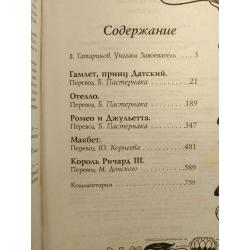 Содержание
В. Татаринов. Уильям Завоеватель 5
Гамлет, принц Датский.
Перевод Б. Пастернака 21
Отелло.
Перевод Б. Пастернака 189
Ромео и Джульетта.
Перевод Б. Пастернака 347
Макбет.
Перевод Ю. Корнеева 481
Король Ричард III.
Перевод М. Донского 589
Комментарии 759